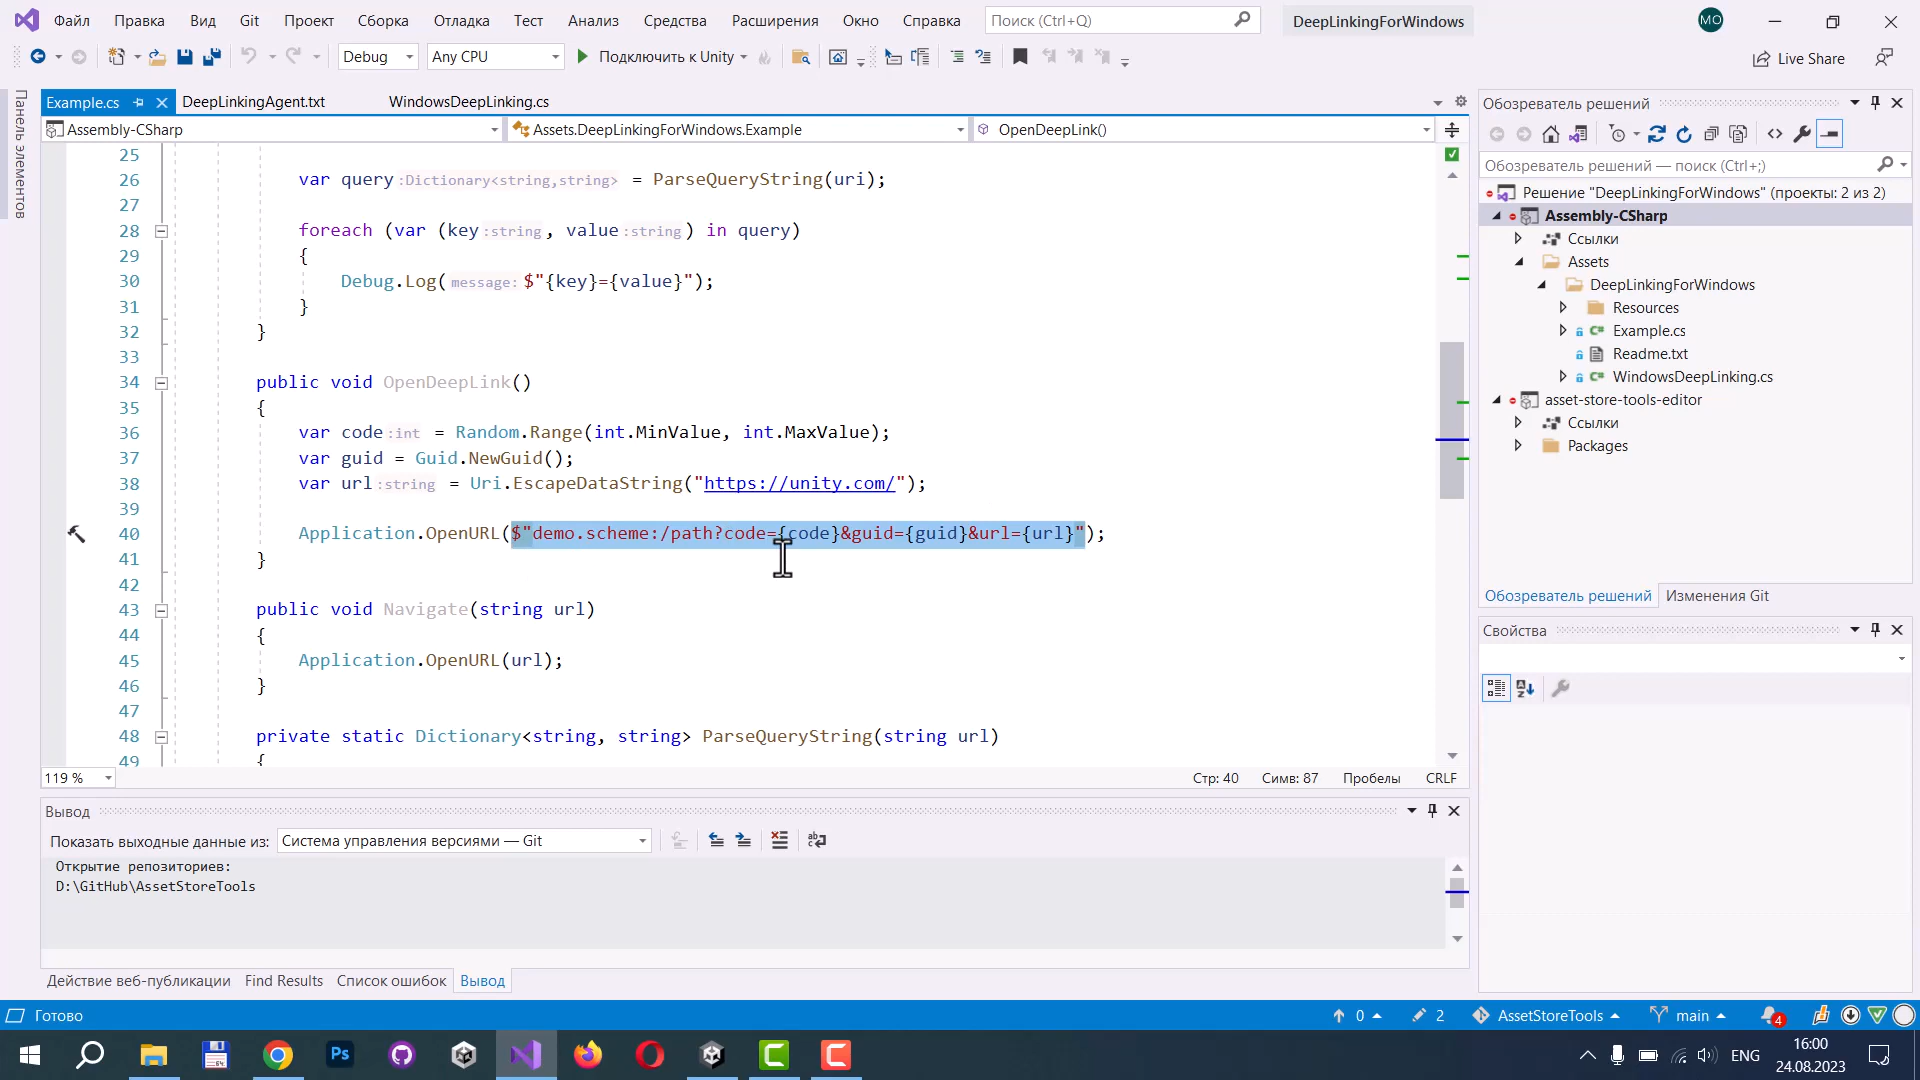 Файл Правка Вид Git Проект Сборка Отладка Тест Анализ Средства Расширения Окно Справка Поиск (Ctrl+Q) DeepLinkingForWindows MO
Debug Any CPU Подключить к Unity Live Share
Панель элементов
Example.cs DeepLinkingAgent.txt WindowsDeepLinking.cs
Assembly-CSharp Assets.DeepLinkingForWindows.Example OpenDeepLink()
25
26 var query :Dictionary<string,string> = ParseQueryString(uri);
27
28 foreach (var (key :string , value :string ) in query)
29 {
30 Debug.Log( message: $"{key}={value}");
31 }
32 }
33
34 public void OpenDeepLink()
35 {
36 var code :int = Random.Range(int.MinValue, int.MaxValue);
37 var guid = Guid.NewGuid();
38 var url :string = Uri.EscapeDataString("https://unity.com/");
39
40 Application.OpenURL($"demo.scheme:/path?code={code}&guid={guid}&url={url}");
41 }
42
43 public void Navigate(string url)
44 {
45 Application.OpenURL(url);
46 }
47
48 private static Dictionary<string, string> ParseQueryString(string url)
49 {
119 % Стр: 40 Симв: 87 Пробелы CRLF
Вывод
Показать выходные данные из: Система управления версиями — Git
Открытие репозиториев:
D:\GitHub\AssetStoreTools
Действие веб-публикации Find Results Список ошибок Вывод
Обозреватель решений
Обозреватель решений — поиск (Ctrl+;)
Решение "DeepLinkingForWindows" (проекты: 2 из 2)
Assembly-CSharp
Ссылки
Assets
DeepLinkingForWindows
Resources
Example.cs
Readme.txt
WindowsDeepLinking.cs
asset-store-tools-editor
Ссылки
Packages
Обозреватель решений Изменения Git
Свойства
Готово 0 2 AssetStoreTools main 4
Ps 64 ENG 16:00
24.08.2023